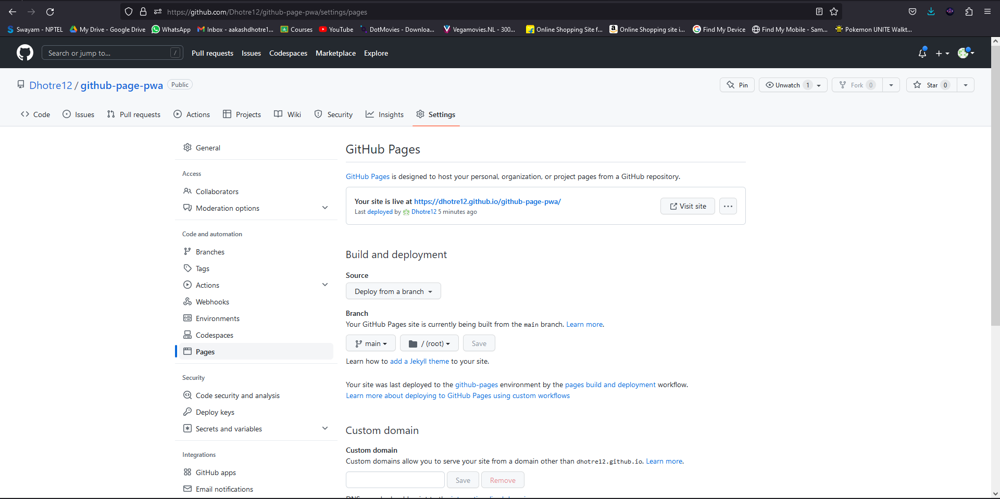 https://github.com/Dhotre12/github-page-pwa/settings/pages
Swayam - NPTEL My Drive - Google Drive WhatsApp Inbox - aakashdhotre1... Courses YouTube DotMovies - Downloa... Vegamovies.NL - 300... Online Shopping Site f... Online Shopping site i... Find My Device Find My Mobile - Sam... Pokemon UNITE Walkt...
Search or jump to... / Pull requests Issues Codespaces Marketplace Explore
Dhotre12 / github-page-pwa Public Pin Unwatch 1 Fork 0 Star 0
Code Issues Pull requests Actions Projects Wiki Security Insights Settings
General
Access
Collaborators
Moderation options
Code and automation
Branches
Tags
Actions
Webhooks
Environments
Codespaces
Pages
Security
Code security and analysis
Deploy keys
Secrets and variables
Integrations
GitHub apps
Email notifications
GitHub Pages
GitHub Pages is designed to host your personal, organization, or project pages from a GitHub repository.
Your site is live at https://dhotre12.github.io/github-page-pwa/
Last deployed by Dhotre12 5 minutes ago
Visit site
Build and deployment
Source
Deploy from a branch
Branch
Your GitHub Pages site is currently being built from the main branch. Learn more.
main / (root) Save
Learn how to add a Jekyll theme to your site.
Your site was last deployed to the github-pages environment by the pages build and deployment workflow.
Learn more about deploying to GitHub Pages using custom workflows
Custom domain
Custom domain
Custom domains allow you to serve your site from a domain other than dhotre12.github.io. Learn more.
Save Remove